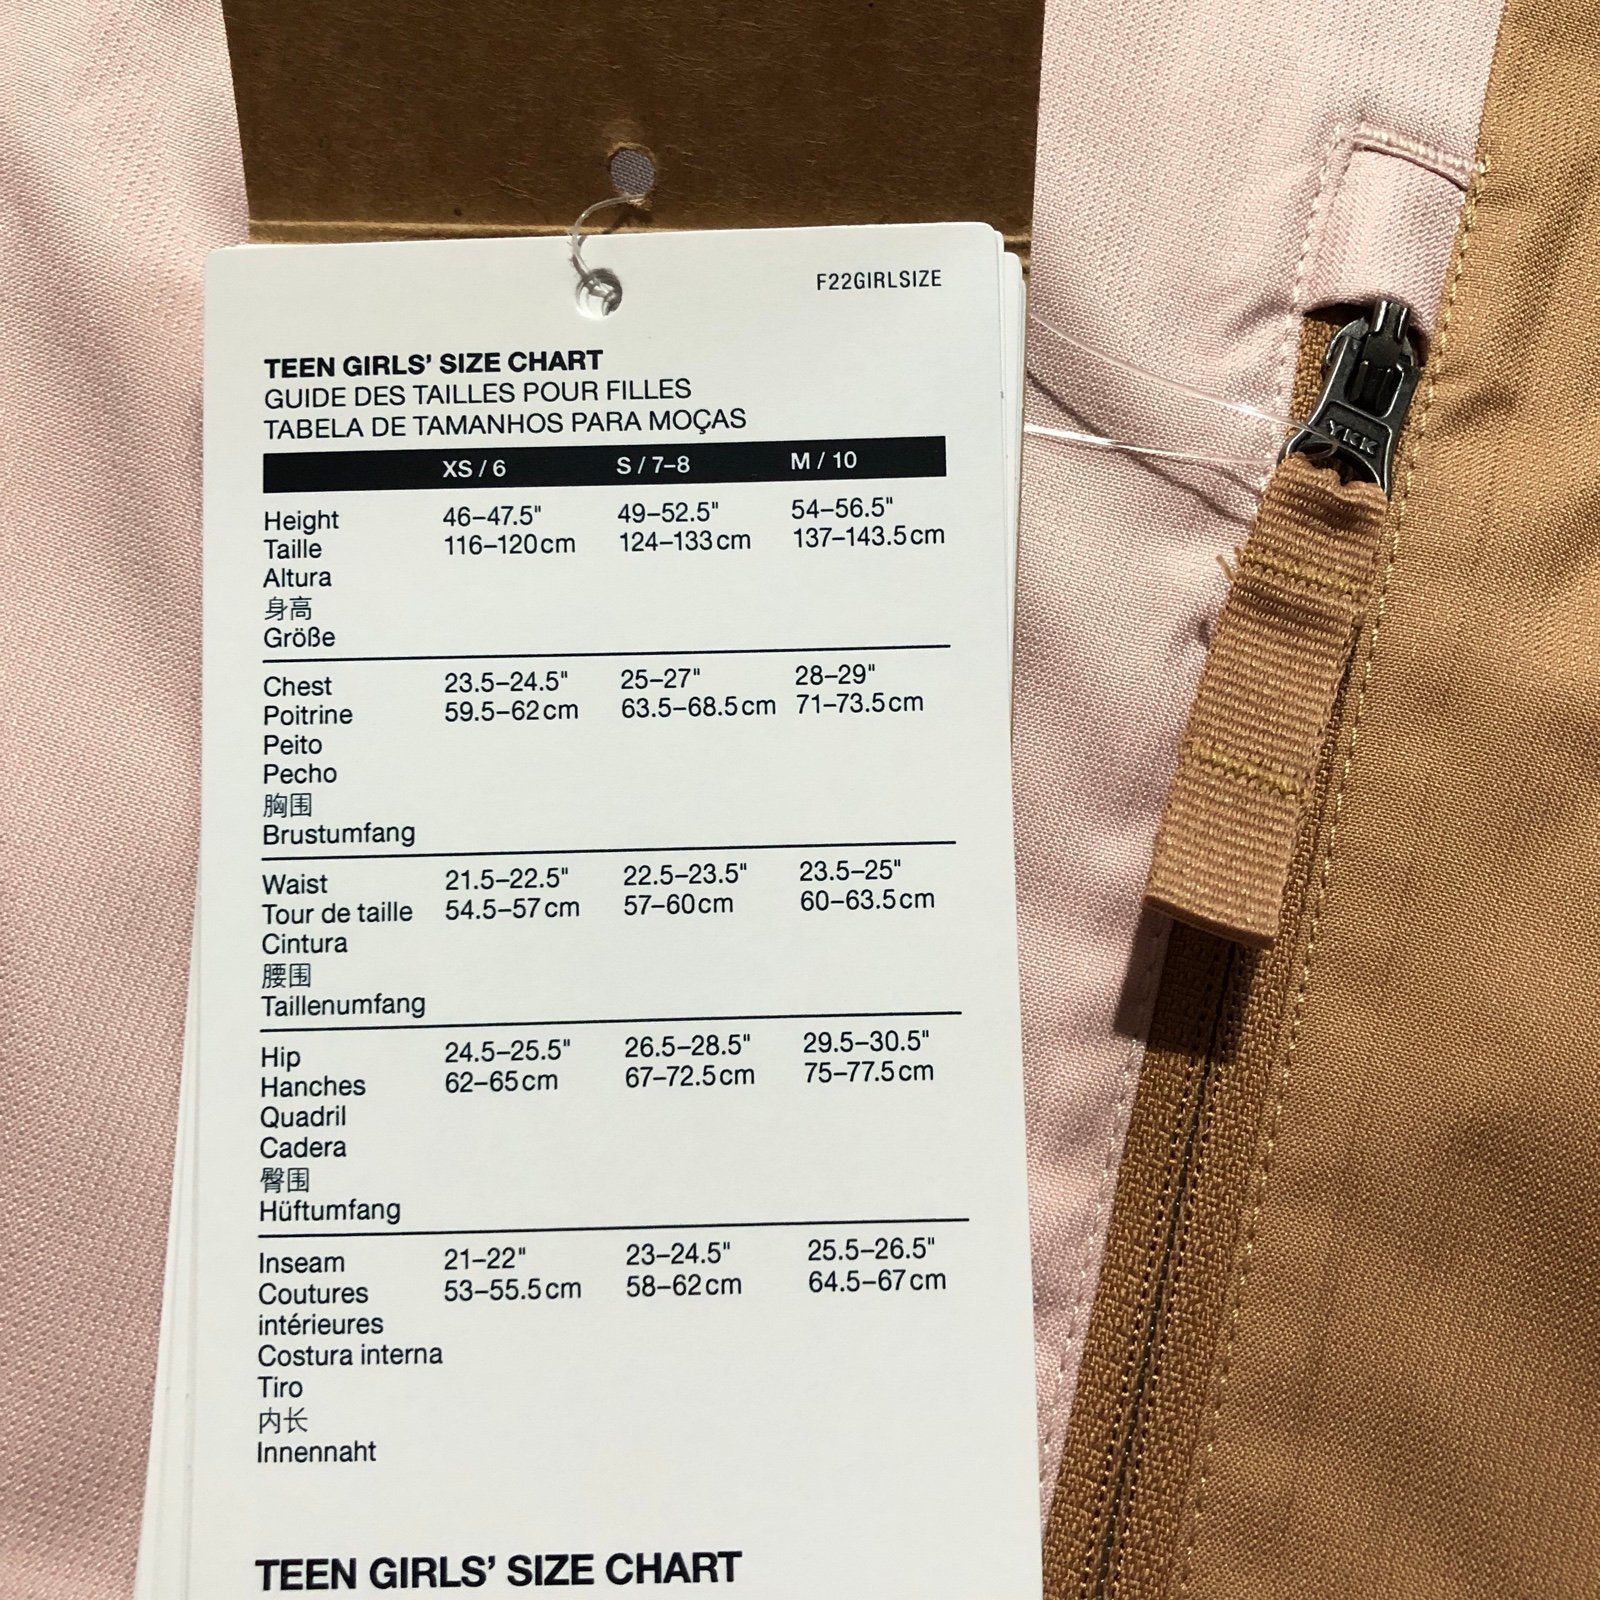 F22GIRLSIZE
TEEN GIRLS' SIZE CHART
GUIDE DES TAILLES POUR FILLES
TABELA DE TAMANHOS PARA MOÇAS
XS / 6 S / 7–8 M / 10
Height 46–47.5" 49–52.5" 54–56.5"
Taille 116–120cm 124–133cm 137–143.5cm
Altura
身高
Größe
Chest 23.5–24.5" 25–27" 28–29"
Poitrine 59.5–62cm 63.5–68.5cm 71–73.5cm
Peito
Pecho
胸围
Brustumfang
Waist 21.5–22.5" 22.5–23.5" 23.5–25"
Tour de taille 54.5–57cm 57–60cm 60–63.5cm
Cintura
腰围
Taillenumfang
Hip 24.5–25.5" 26.5–28.5" 29.5–30.5"
Hanches 62–65cm 67–72.5cm 75–77.5cm
Quadril
Cadera
臀围
Hüftumfang
Inseam 21–22" 23–24.5" 25.5–26.5"
Coutures 53–55.5cm 58–62cm 64.5–67cm
intérieures
Costura interna
Tiro
内长
Innennaht
TEEN GIRLS' SIZE CHART
YKK